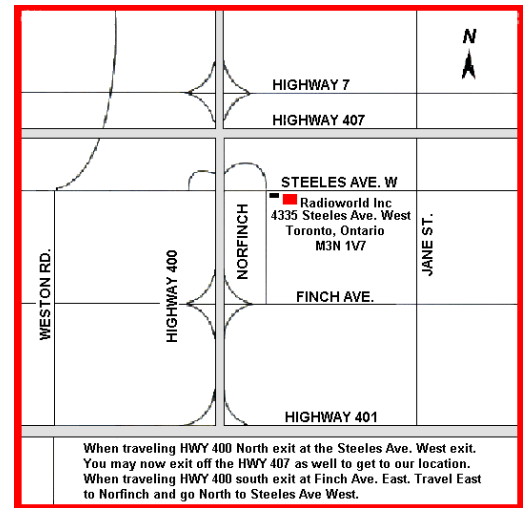 N
HIGHWAY 7
HIGHWAY 407
STEELES AVE. W
Radioworld Inc
4335 Steeles Ave. West
Toronto, Ontario
M3N 1V7
WESTON RD.
HIGHWAY 400
NORFINCH
JANE ST.
FINCH AVE.
HIGHWAY 401
When traveling HWY 400 North exit at the Steeles Ave. West exit.
You may now exit off the HWY 407 as well to get to our location.
When traveling HWY 400 south exit at Finch Ave. East. Travel East
to Norfinch and go North to Steeles Ave West.